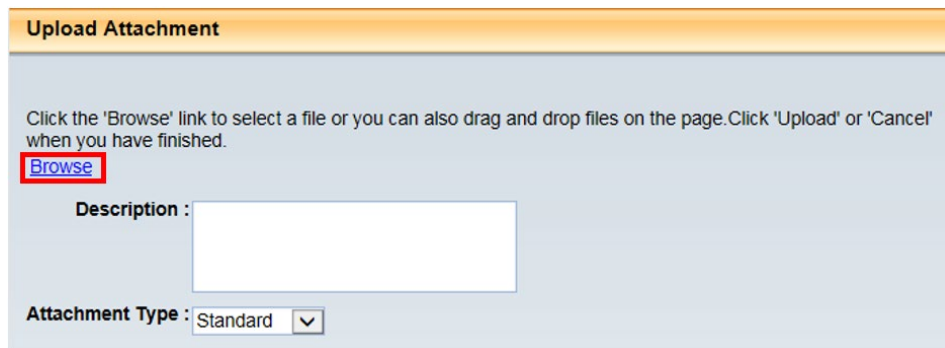 Upload Attachment
Click the 'Browse' link to select a file or you can also drag and drop files on the page.Click 'Upload' or 'Cancel'
when you have finished.
Browse
Description :
Attachment Type : Standard